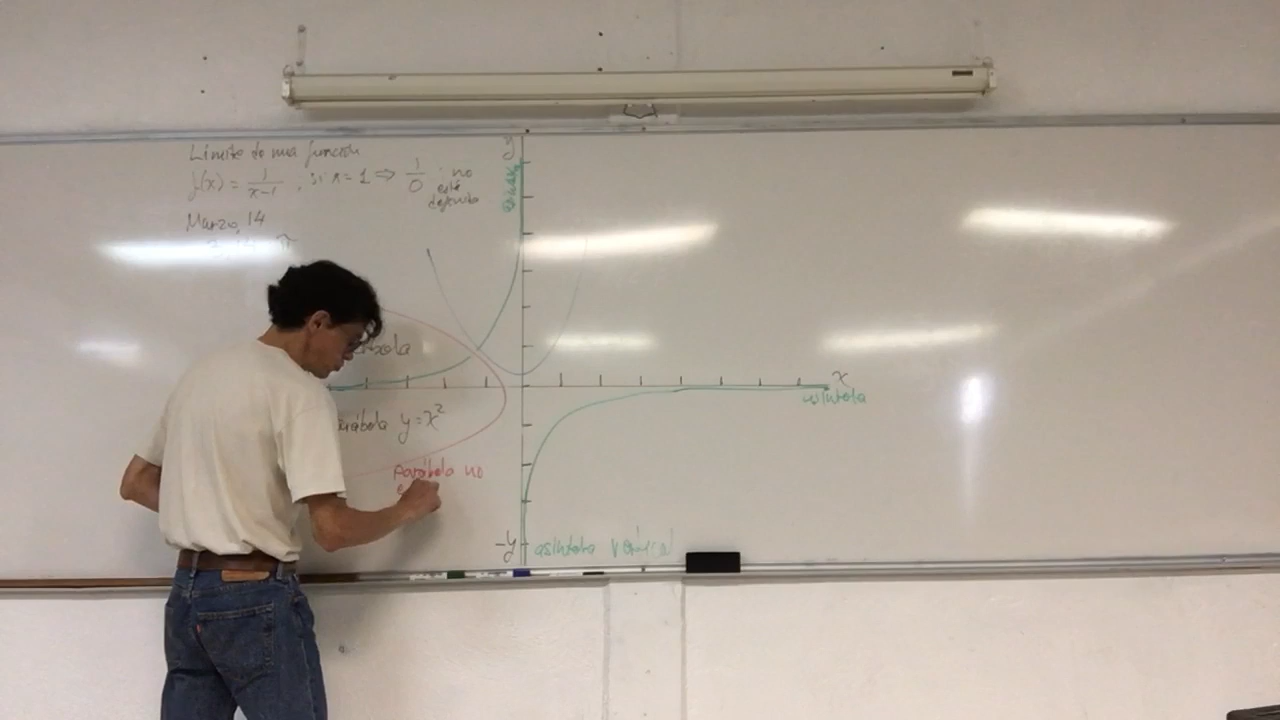 Límite de una función
f(x) = 1/(x-1), si x = 1 ⇒ 1/0 : no
está
definido
Marzo, 14
y
x
asíntota
Parábola y = x²
Parábola no
-y
asíntota vertical